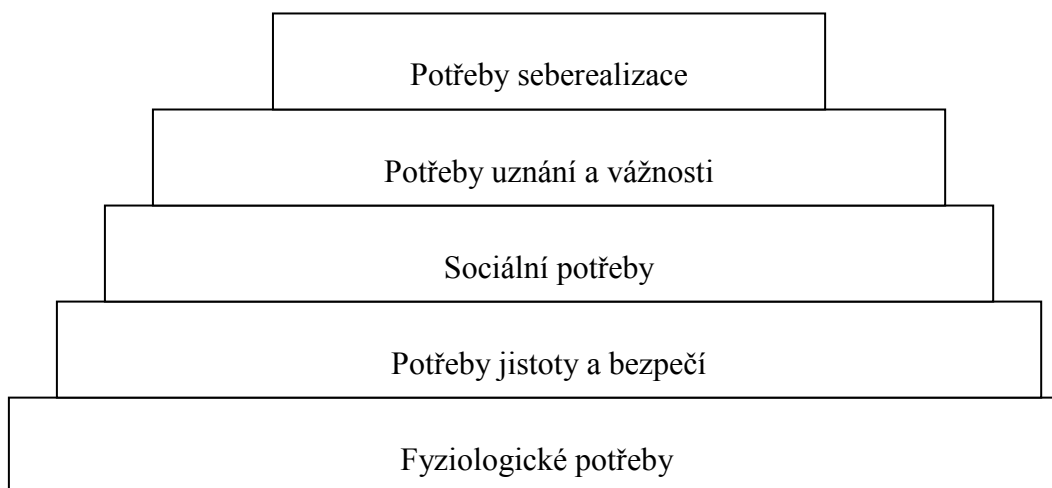 Potřeby seberealizace
Potřeby uznání a vážnosti
Sociální potřeby
Potřeby jistoty a bezpečí
Fyziologické potřeby